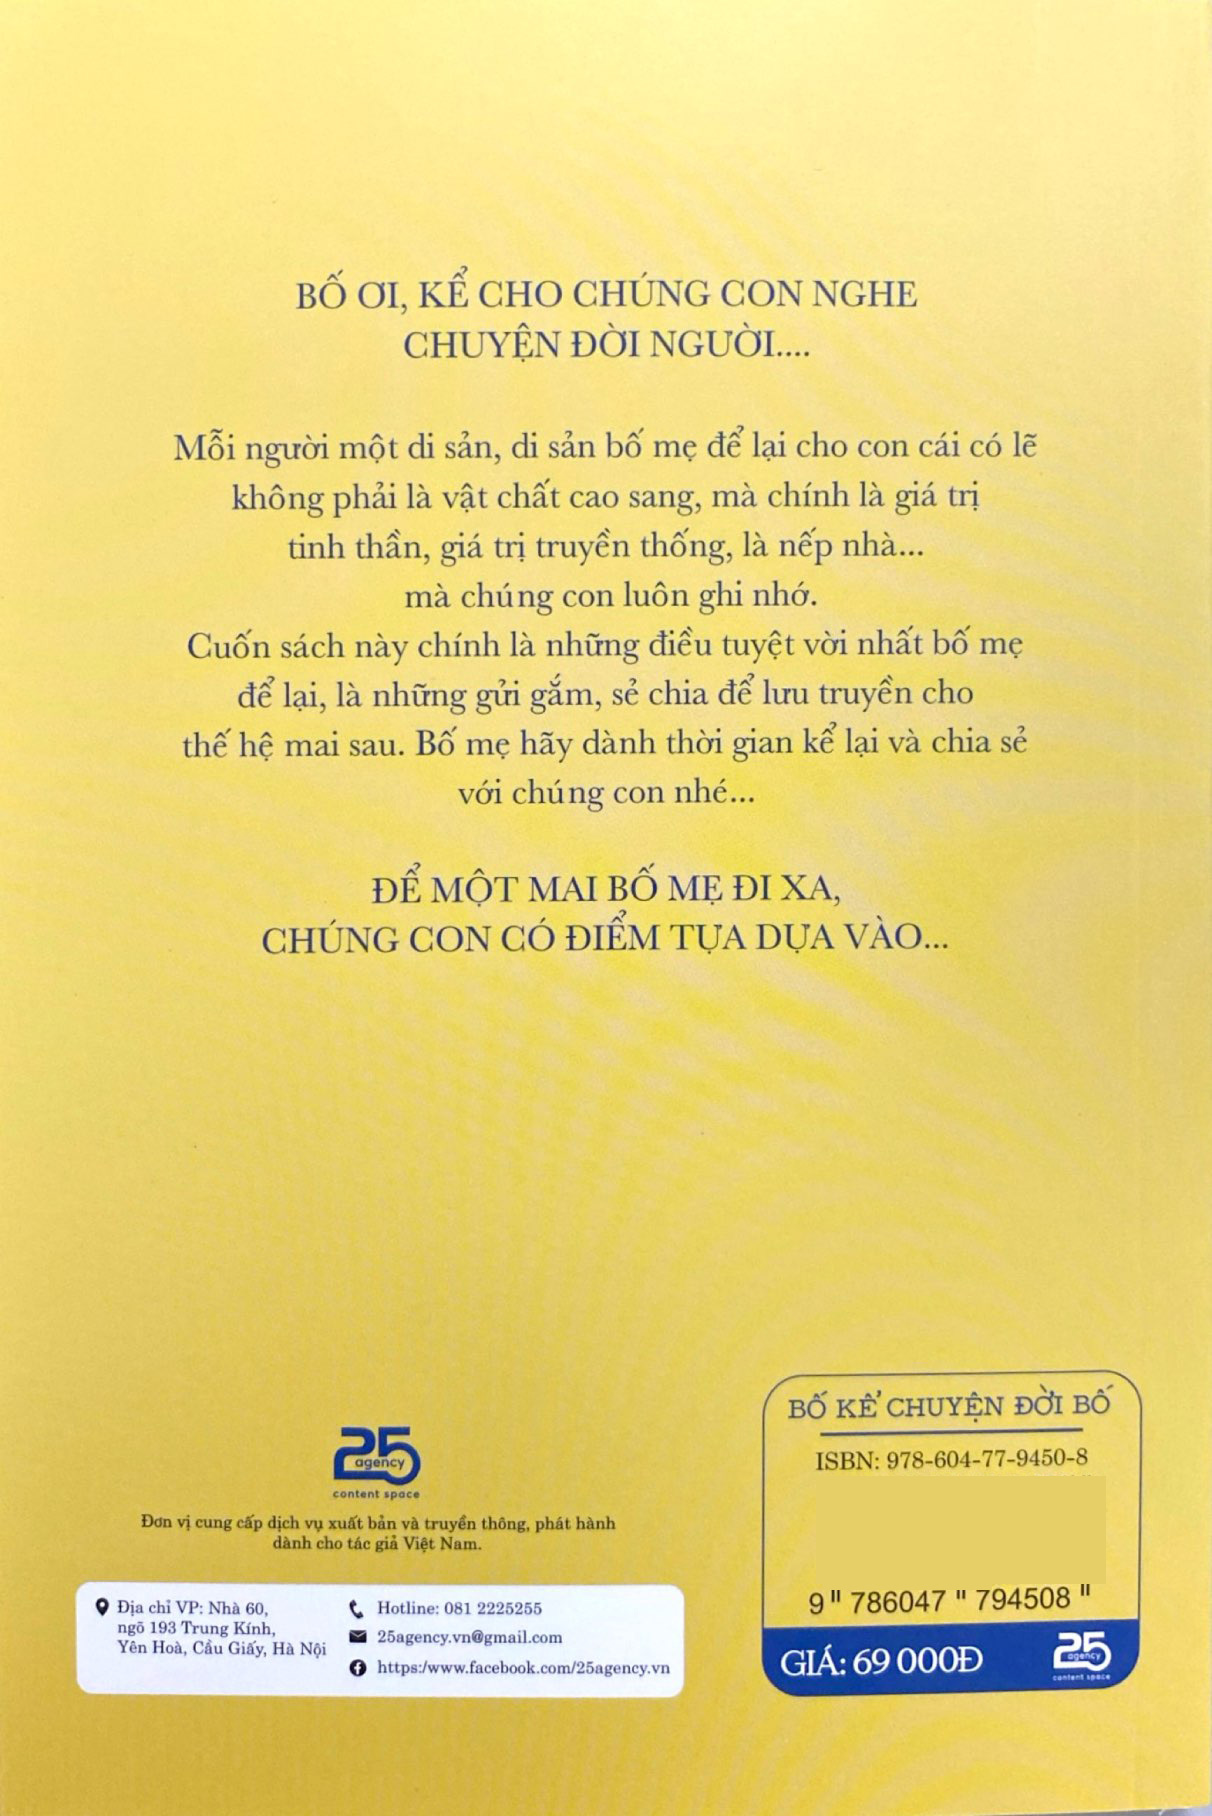 BỐ ƠI, KỂ CHO CHÚNG CON NGHE
CHUYỆN ĐỜI NGƯỜI....
Mỗi người một di sản, di sản bố mẹ để lại cho con cái có lẽ
không phải là vật chất cao sang, mà chính là giá trị
tinh thần, giá trị truyền thống, là nếp nhà...
mà chúng con luôn ghi nhớ.
Cuốn sách này chính là những điều tuyệt vời nhất bố mẹ
để lại, là những gửi gắm, sẻ chia để lưu truyền cho
thế hệ mai sau. Bố mẹ hãy dành thời gian kể lại và chia sẻ
với chúng con nhé...
ĐỂ MỘT MAI BỐ MẸ ĐI XA,
CHÚNG CON CÓ ĐIỂM TỰA DỰA VÀO...
25
agency
content space
Đơn vị cung cấp dịch vụ xuất bản và truyền thông, phát hành
dành cho tác giả Việt Nam.
Địa chỉ VP: Nhà 60,
ngõ 193 Trung Kính,
Yên Hoà, Cầu Giấy, Hà Nội
Hotline: 081 2225255
25agency.vn@gmail.com
https:/www.facebook.com/25agency.vn
BỐ KỂ CHUYỆN ĐỜI BỐ
ISBN: 978-604-77-9450-8
9 " 786047 " 794508 "
GIÁ: 69 000Đ
25
agency
content space